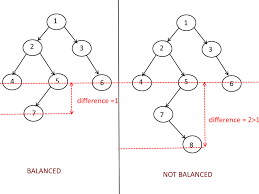 1
2 3
4 5 6
7
difference =1
BALANCED
1
2 3
4 5 6
7
8
difference = 2>1
NOT BALANCED